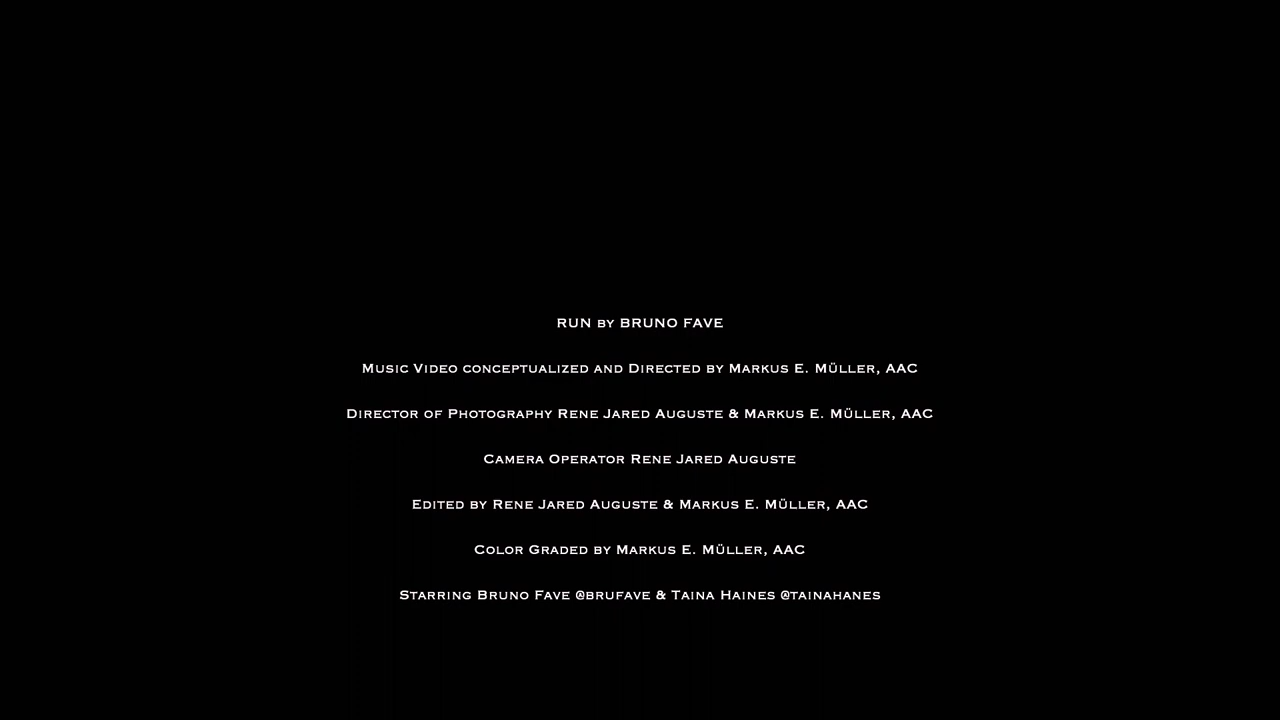 RUN BY BRUNO FAVE
MUSIC VIDEO CONCEPTUALIZED AND DIRECTED BY MARKUS E. MÜLLER, AAC
DIRECTOR OF PHOTOGRAPHY RENE JARED AUGUSTE & MARKUS E. MÜLLER, AAC
CAMERA OPERATOR RENE JARED AUGUSTE
EDITED BY RENE JARED AUGUSTE & MARKUS E. MÜLLER, AAC
COLOR GRADED BY MARKUS E. MÜLLER, AAC
STARRING BRUNO FAVE @BRUFAVE & TAINA HAINES @TAINAHANES